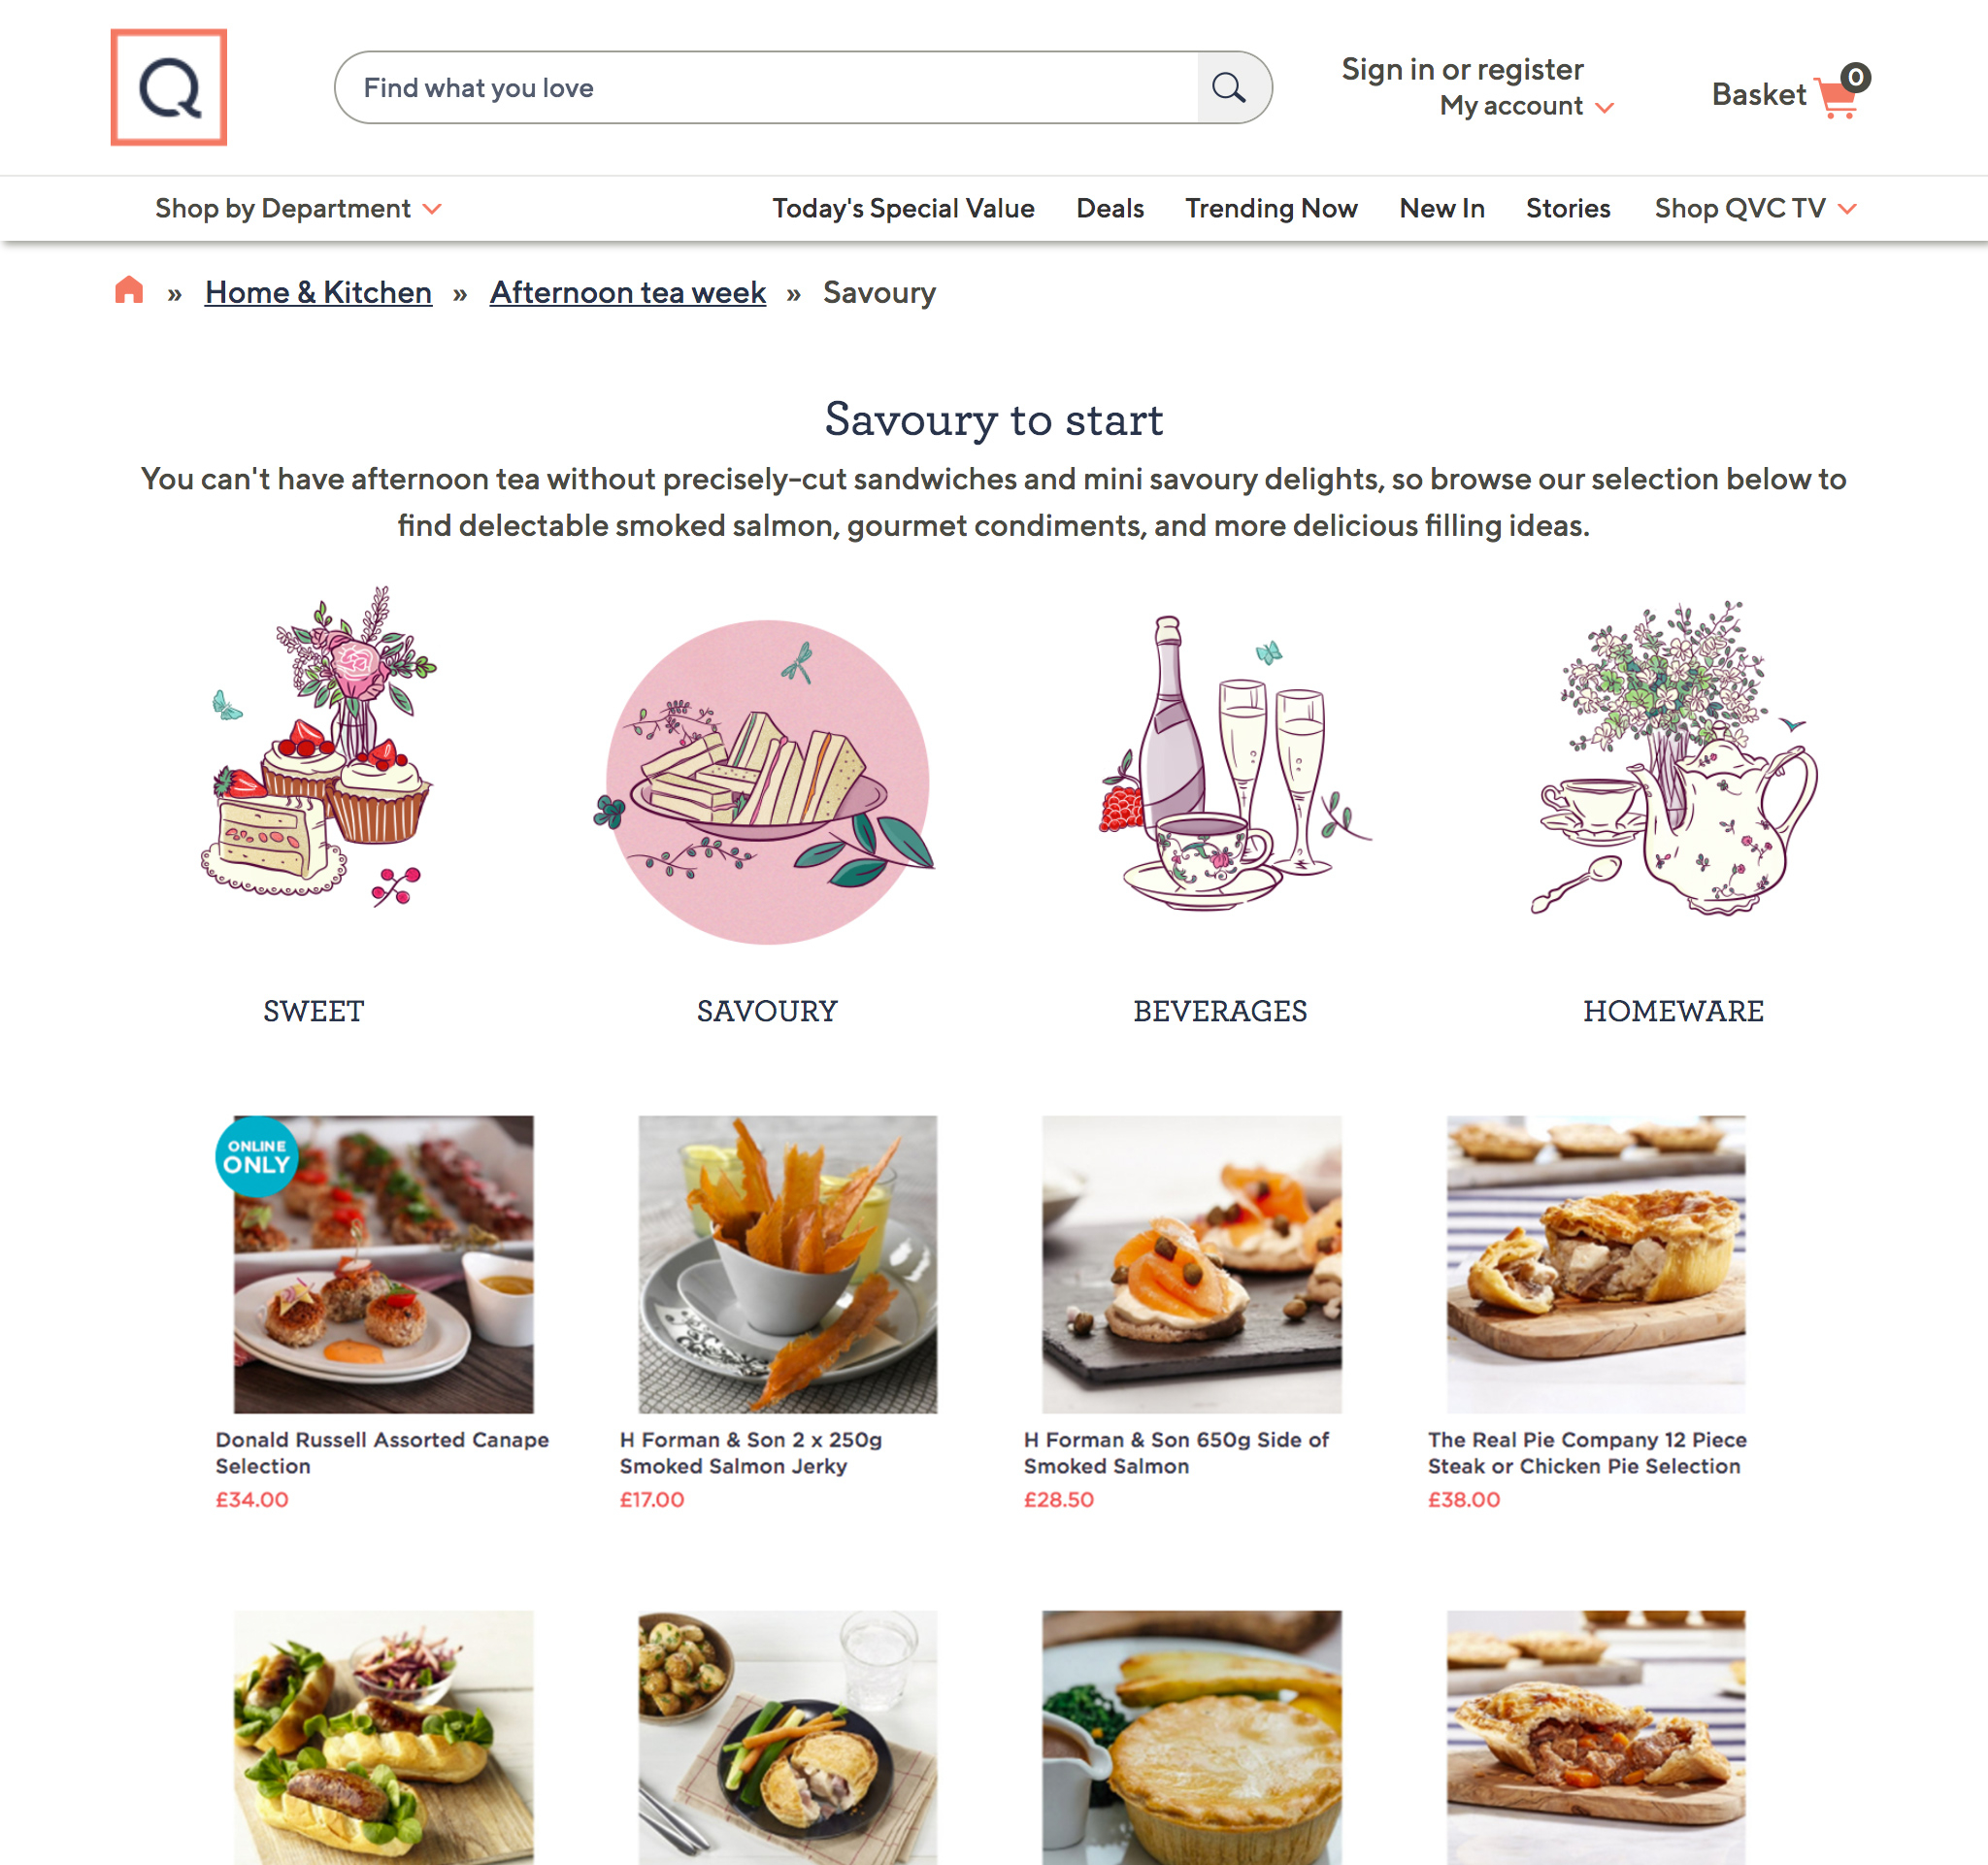 Q
Find what you love
Sign in or register
My account
Basket
0
Shop by Department
Today's Special Value
Deals
Trending Now
New In
Stories
Shop QVC TV
» Home & Kitchen » Afternoon tea week » Savoury
Savoury to start
You can't have afternoon tea without precisely-cut sandwiches and mini savoury delights, so browse our selection below to
find delectable smoked salmon, gourmet condiments, and more delicious filling ideas.
SWEET
SAVOURY
BEVERAGES
HOMEWARE
ONLINE
ONLY
Donald Russell Assorted Canape
Selection
£34.00
H Forman & Son 2 x 250g
Smoked Salmon Jerky
£17.00
H Forman & Son 650g Side of
Smoked Salmon
£28.50
The Real Pie Company 12 Piece
Steak or Chicken Pie Selection
£38.00